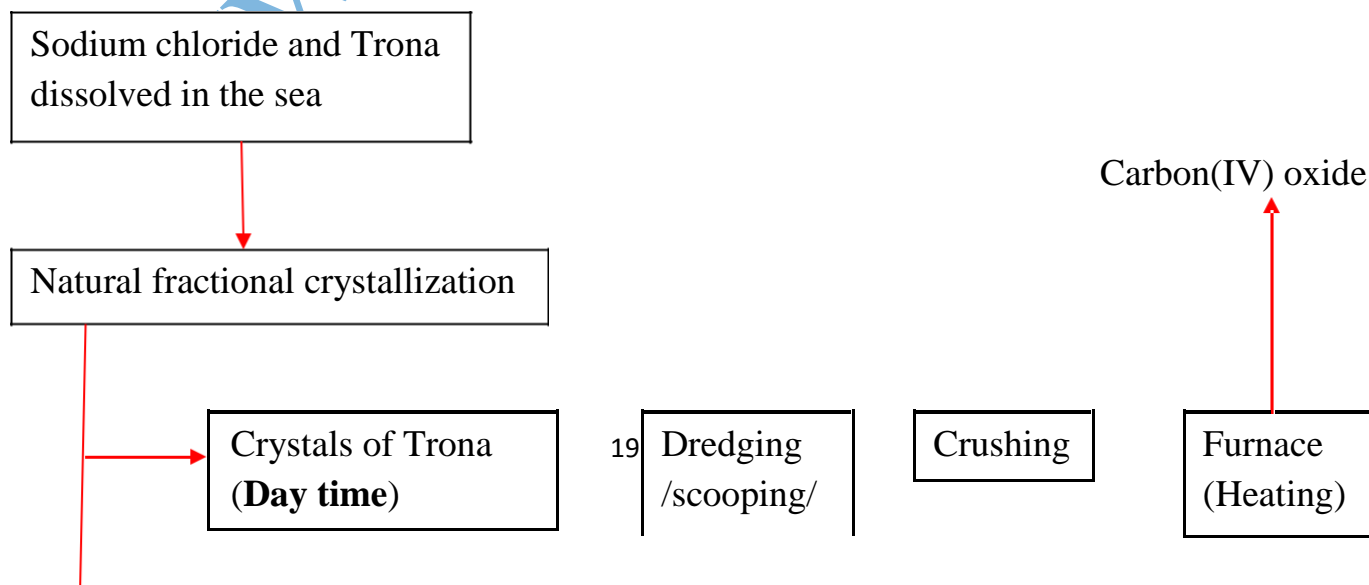 Sodium chloride and Trona
dissolved in the sea
Carbon(IV) oxide
Natural fractional crystallization
Crystals of Trona
(Day time)
19
Dredging
/scooping/
Crushing
Furnace
(Heating)